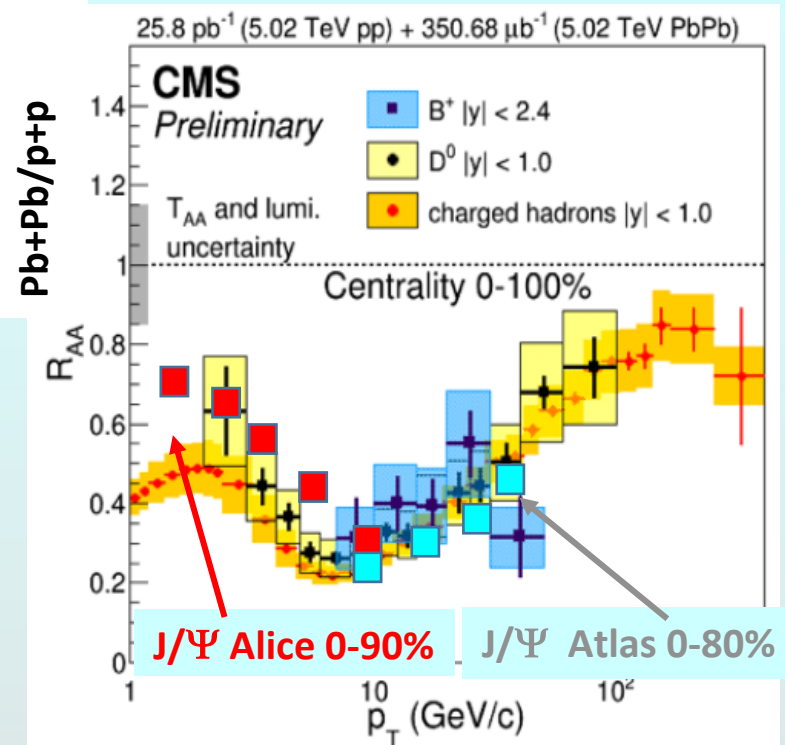 25.8 pb⁻¹ (5.02 TeV pp) + 350.68 μb⁻¹ (5.02 TeV PbPb)
CMS
Preliminary
B⁺ |y| < 2.4
D⁰ |y| < 1.0
charged hadrons |y| < 1.0
T_AA and lumi.
uncertainty
Centrality 0-100%
Pb+Pb/p+p
R_AA
1.4
1.2
1
0.8
0.6
0.4
0.2
0
J/Ψ Alice 0-90%
J/Ψ Atlas 0-80%
1
10
10²
p_T (GeV/c)